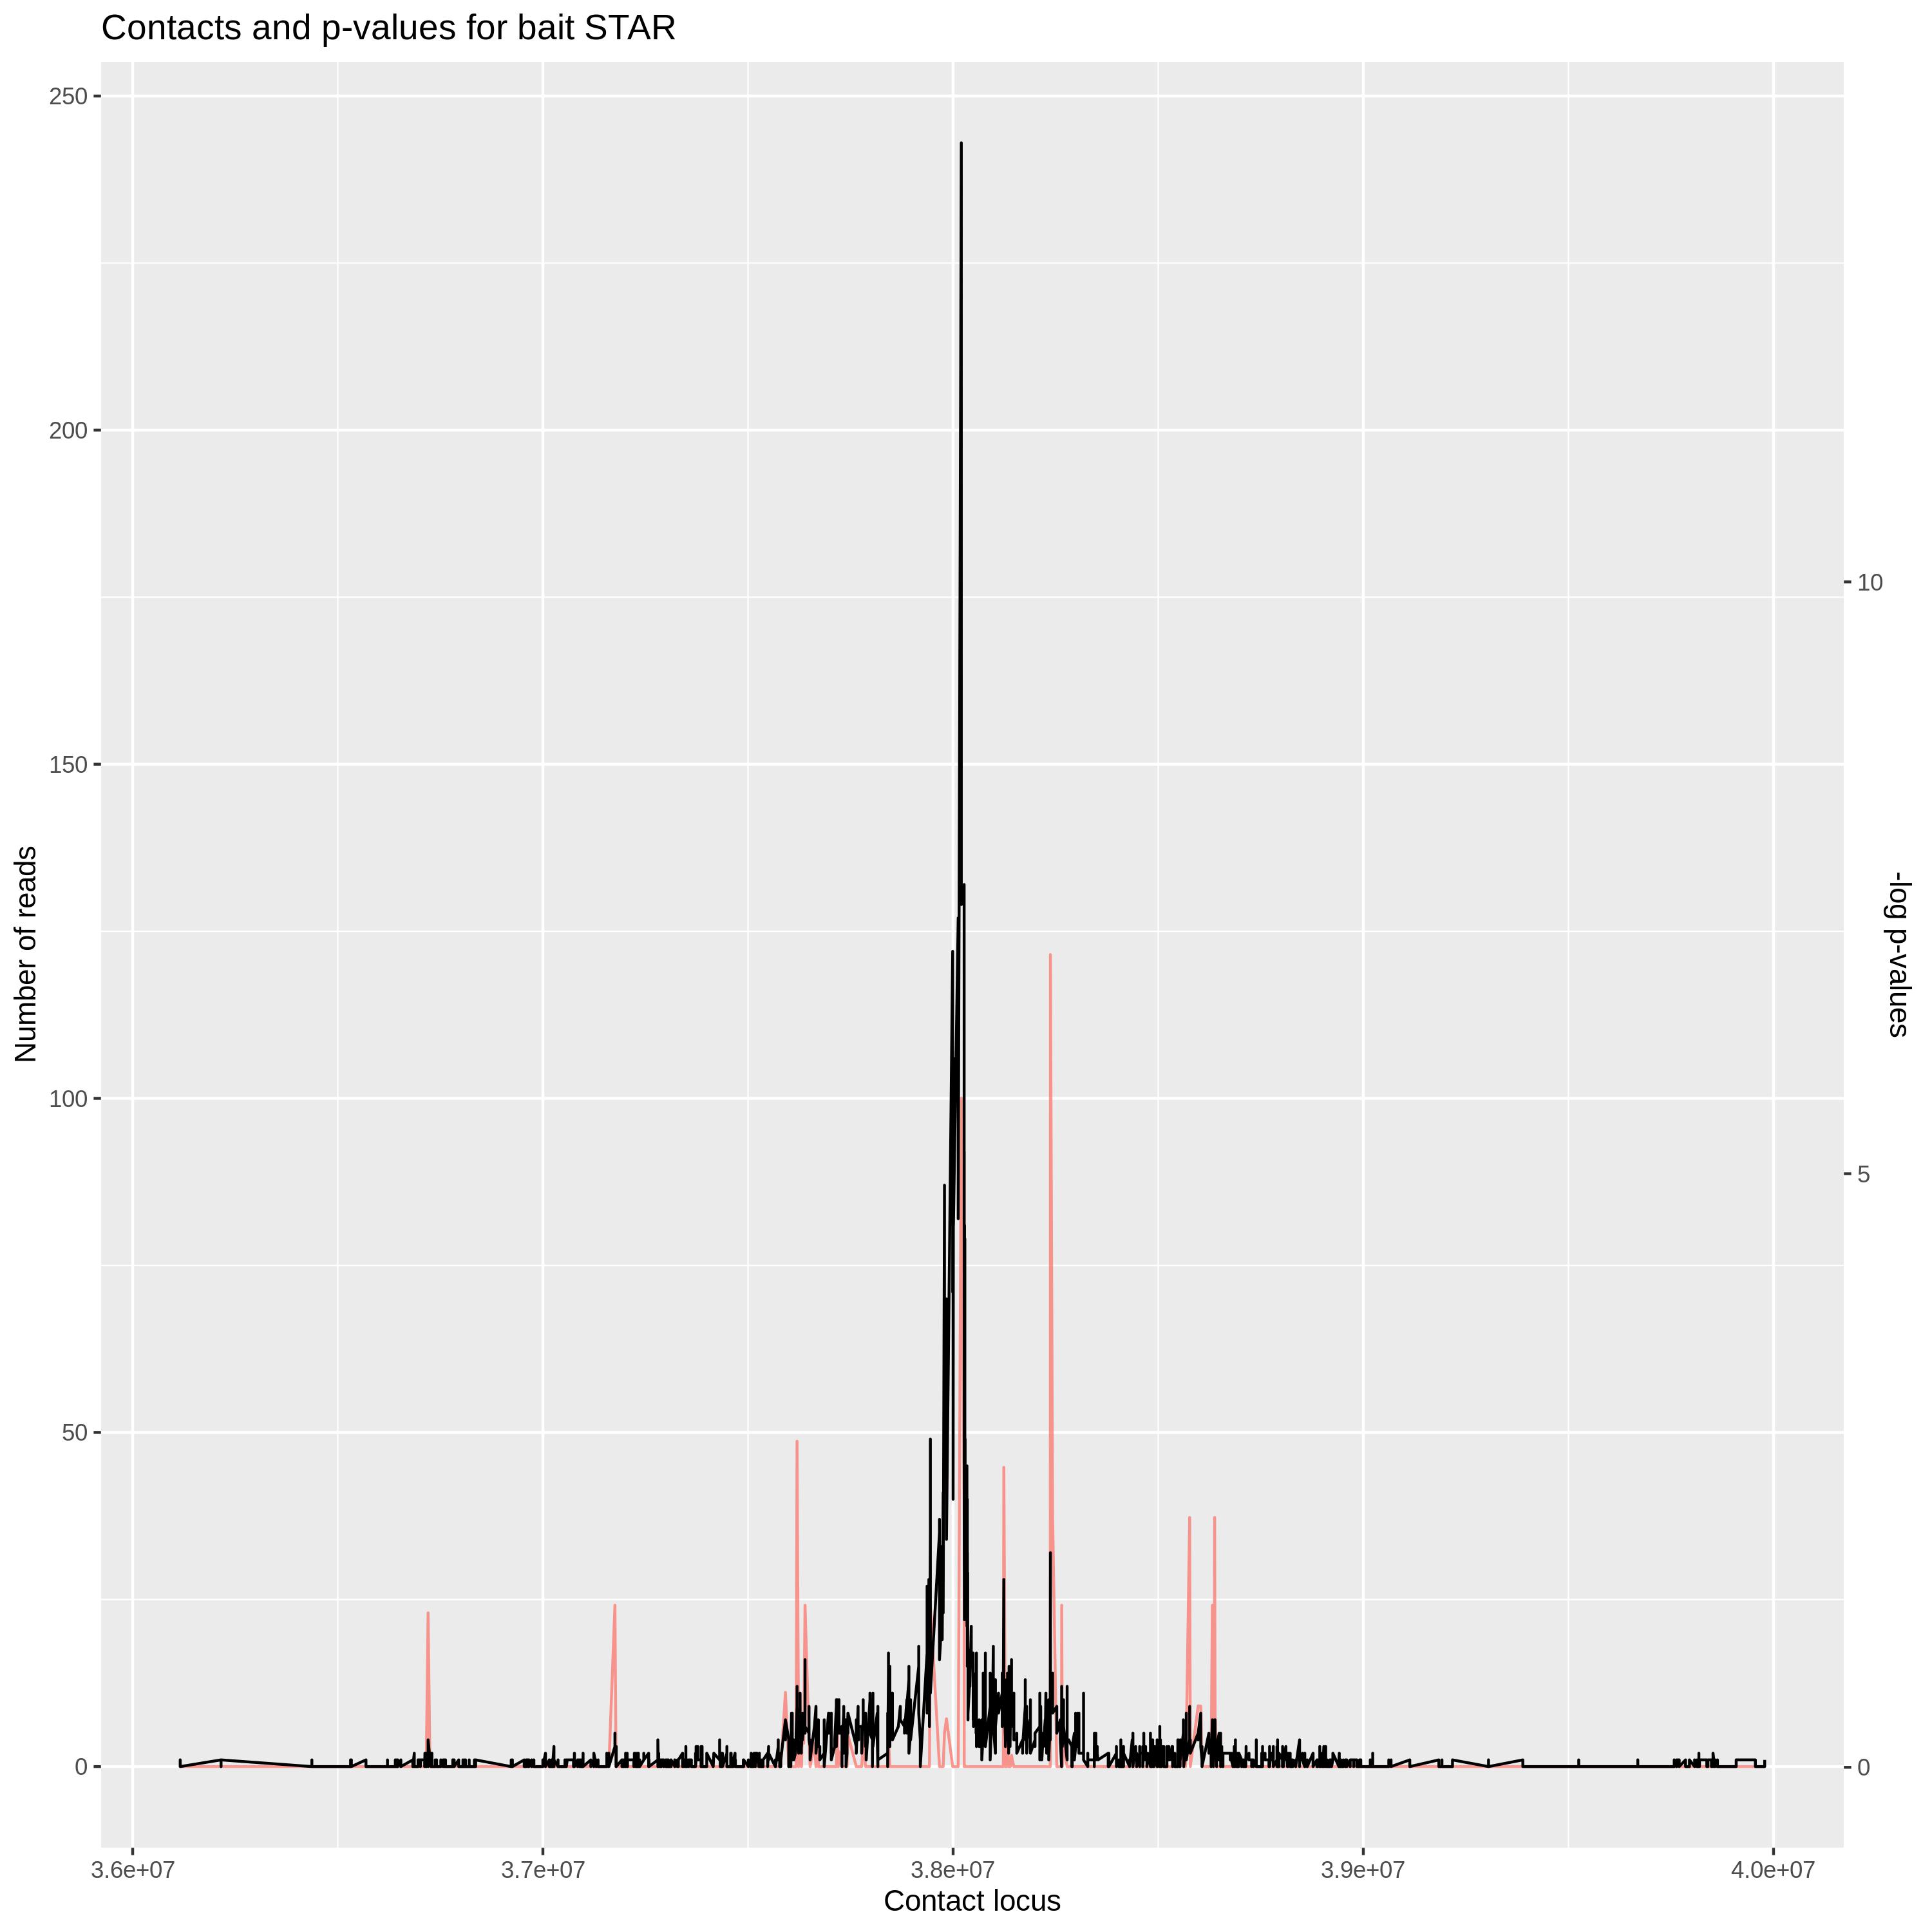 Contacts and p-values for bait STAR
250
200
150
100
50
0
Number of reads
10
5
0
-log p-values
3.6e+07 3.7e+07 3.8e+07 3.9e+07 4.0e+07
Contact locus